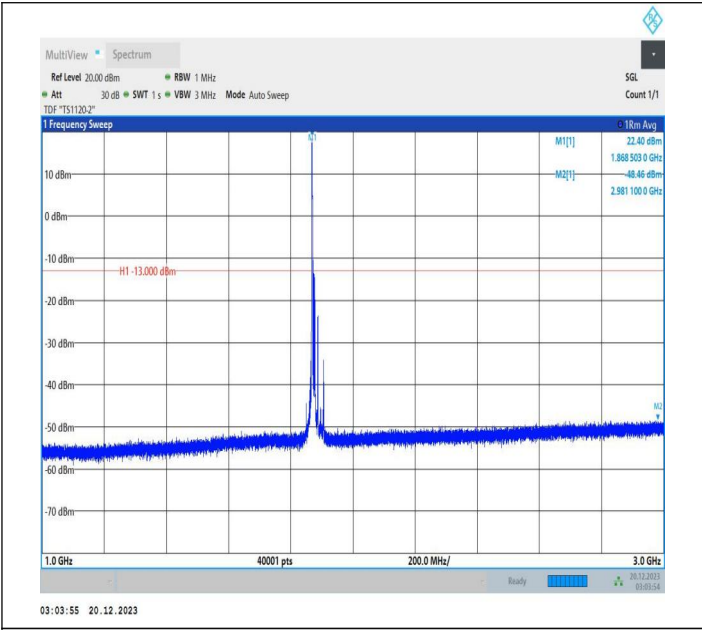 R&S
MultiView Spectrum
Ref Level 20.00 dBm RBW 1 MHz SGL
Att 30 dB SWT 1 s VBW 3 MHz Mode Auto Sweep Count 1/1
TDF "TS1120-2"
1 Frequency Sweep 1Rm Avg
M1 M1[1] 22.40 dBm
1.868 503 0 GHz
10 dBm M2[1] -48.46 dBm
2.981 100 0 GHz
0 dBm
-10 dBm
H1 -13.000 dBm
-20 dBm
-30 dBm
-40 dBm
M2
-50 dBm
-60 dBm
-70 dBm
1.0 GHz 40001 pts 200.0 MHz/ 3.0 GHz
Ready 20.12.2023
03:03:54
03:03:55 20.12.2023